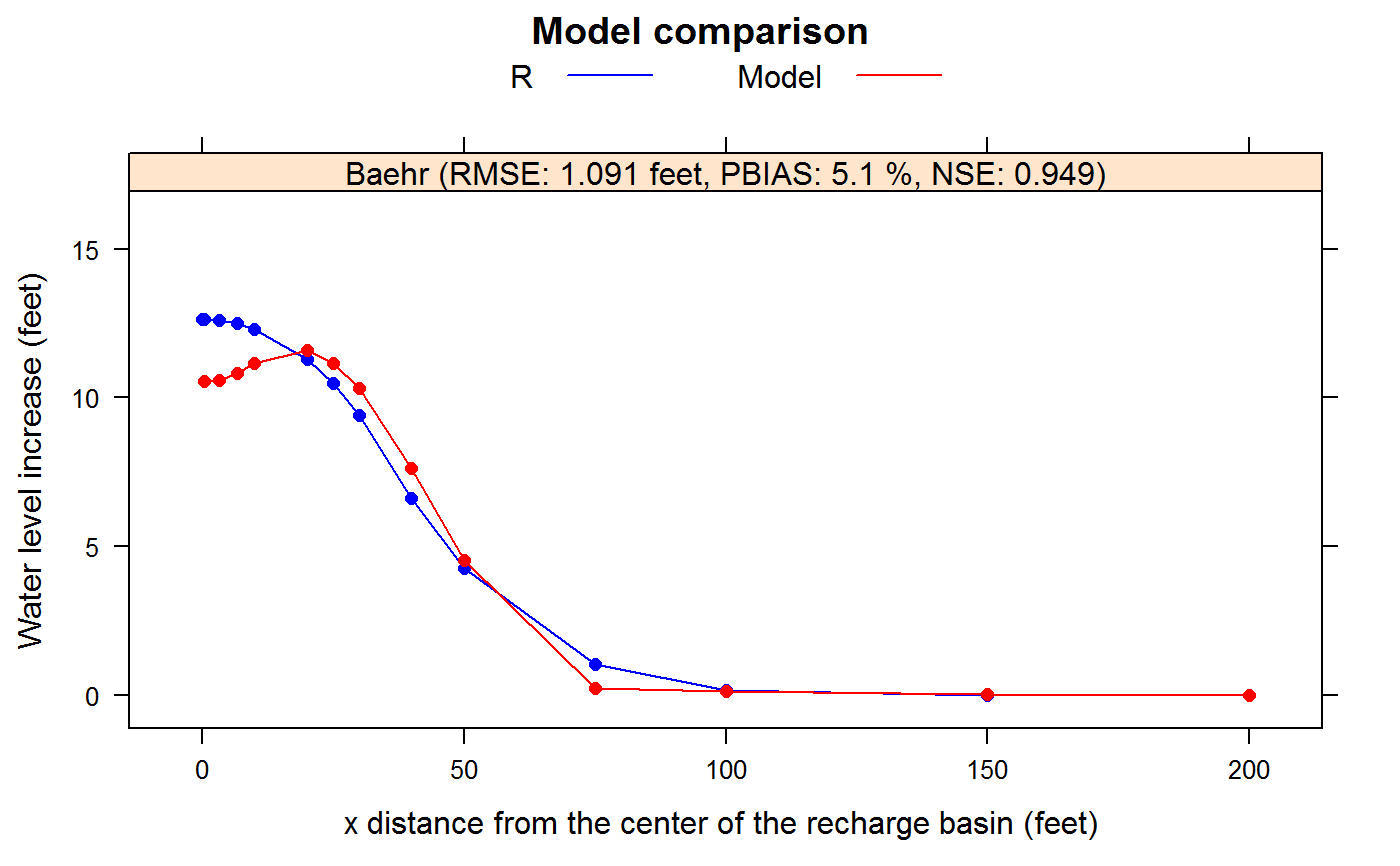 Model comparison
R Model
Baehr (RMSE: 1.091 feet, PBIAS: 5.1 %, NSE: 0.949)
Water level increase (feet)
15
10
5
0
0 50 100 150 200
x distance from the center of the recharge basin (feet)